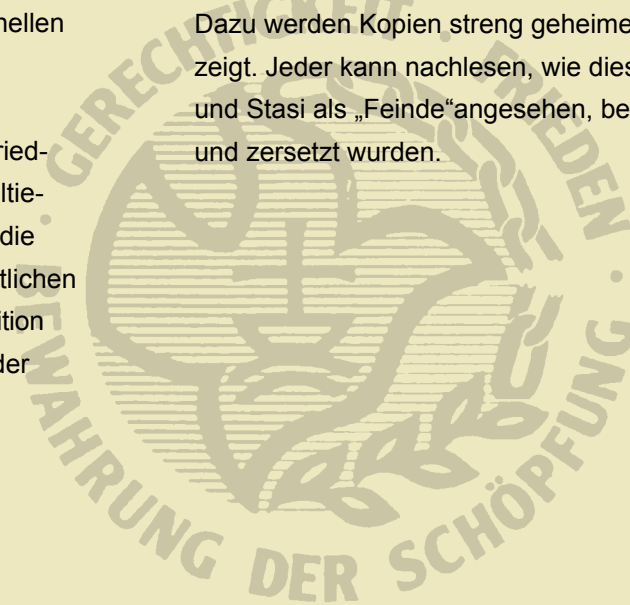 nellen
ried-
ltie-
die
tlichen
ition
der
Dazu werden Kopien streng geheime
zeigt. Jeder kann nachlesen, wie dies
und Stasi als „Feinde“angesehen, be
und zersetzt wurden.
GERECHTIGKEIT · FRIEDEN · BEWAHRUNG DER SCHÖPFUNG ·